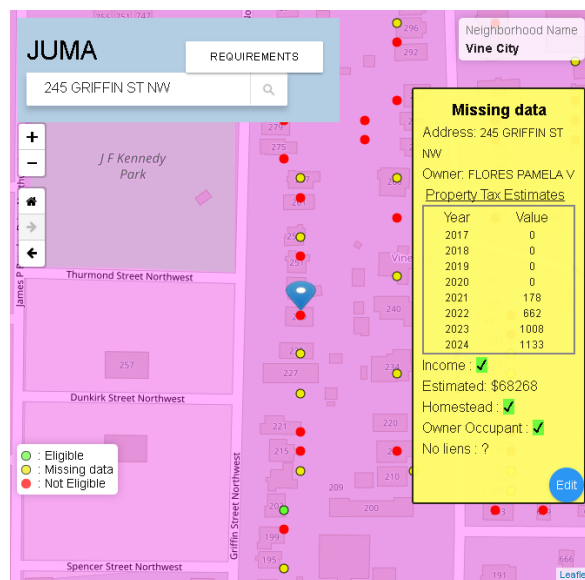 JUMA
REQUIREMENTS
245 GRIFFIN ST NW
Neighborhood Name
Vine City
+
−
J F Kennedy
Park
Thurmond Street Northwest
Dunkirk Street Northwest
Spencer Street Northwest
Griffin Street Northwest
Missing data
Address: 245 GRIFFIN ST
NW
Owner: FLORES PAMELA V
Property Tax Estimates
Year Value
2017 0
2018 0
2019 0
2020 0
2021 178
2022 662
2023 1008
2024 1133
Income : ✓
Estimated: $68268
Homestead : ✓
Owner Occupant : ✓
No liens : ?
Edit
: Eligible
: Missing data
: Not Eligible
296
292
279
275
251
240
257
227
221
220
215
210
209
200
199
195
191
666